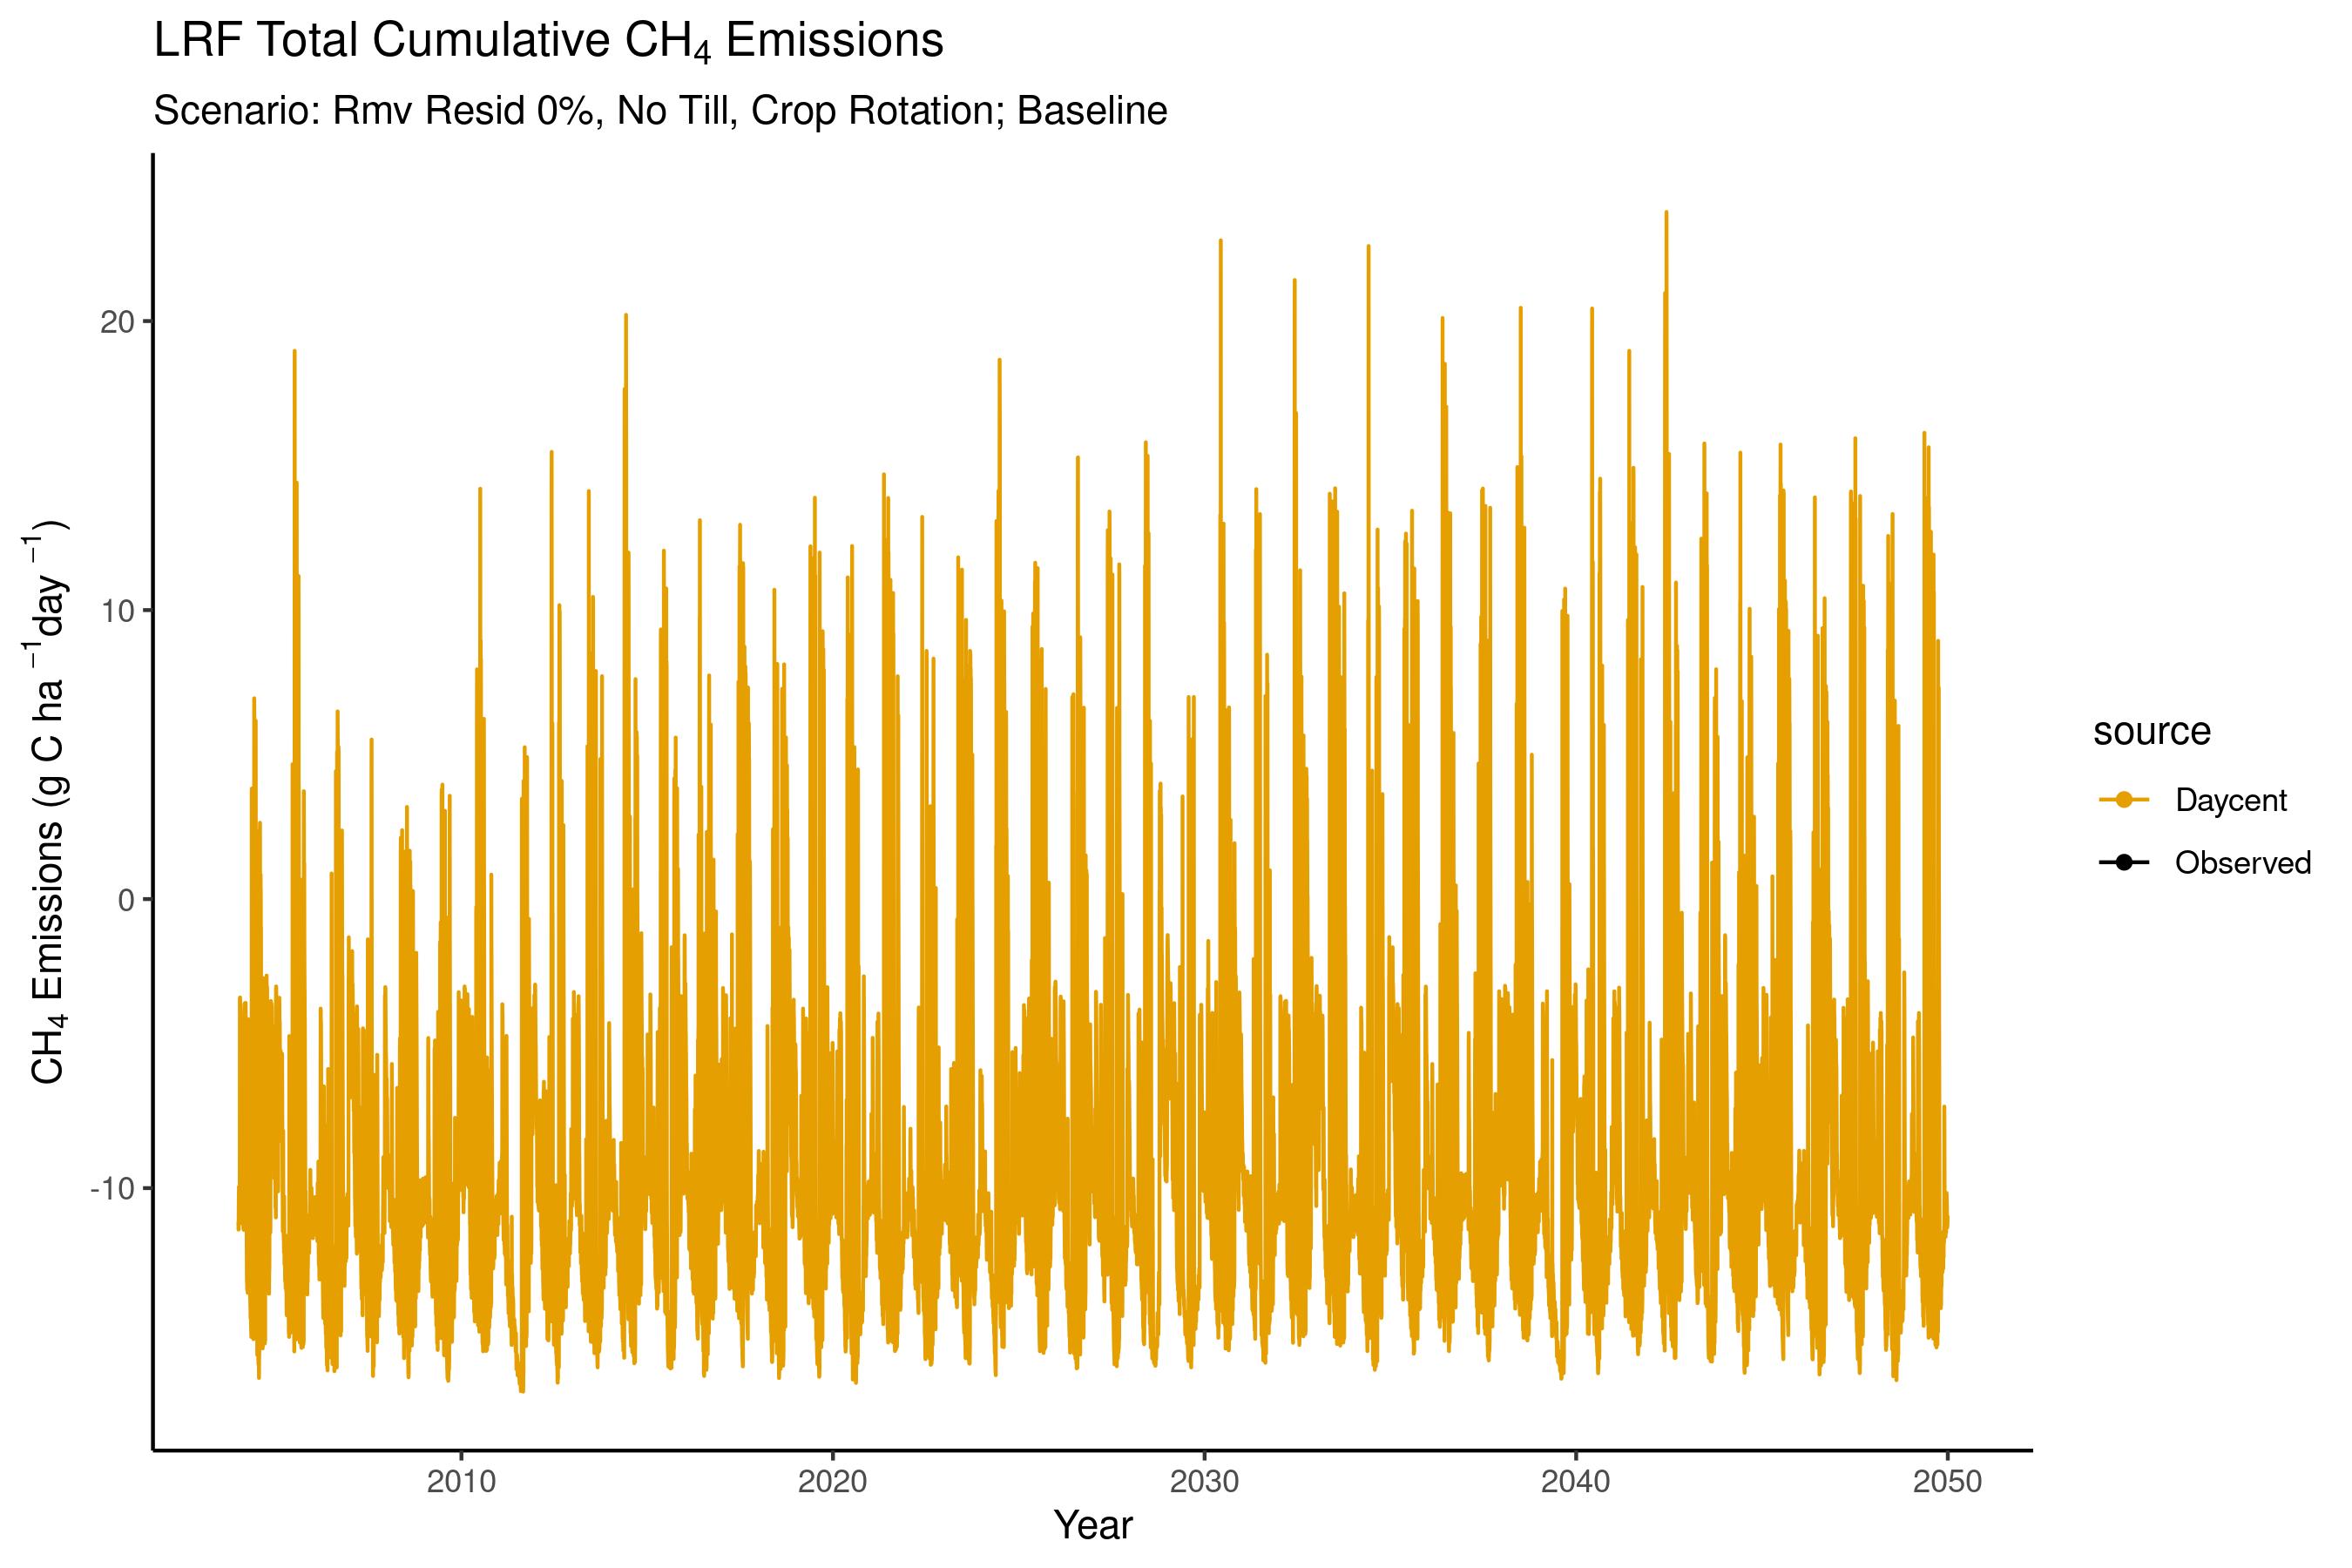 LRF Total Cumulative CH₄ Emissions
Scenario: Rmv Resid 0%, No Till, Crop Rotation; Baseline
CH₄ Emissions (g C ha ⁻¹day ⁻¹)
20
10
0
-10
2010 2020 2030 2040 2050
Year
source
Daycent
Observed